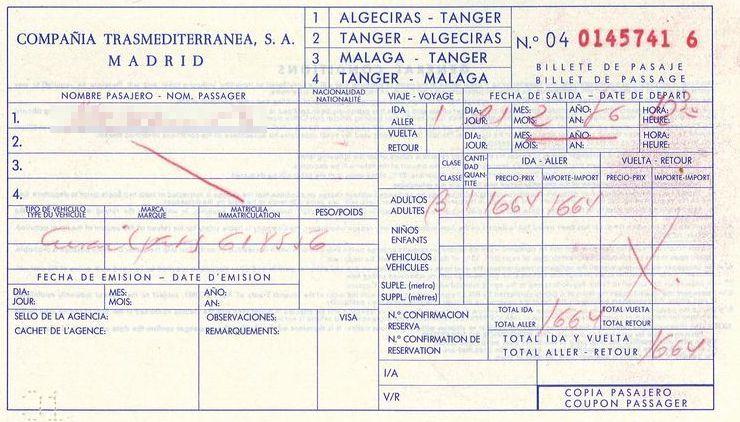 COMPAÑIA TRASMEDITERRANEA, S. A.
MADRID
1 ALGECIRAS - TANGER
2 TANGER - ALGECIRAS
3 MALAGA - TANGER
4 TANGER - MALAGA
N.º 04 0145741 6
BILLETE DE PASAJE
BILLET DE PASSAGE
NOMBRE PASAJERO - NOM. PASSAGER
NACIONALIDAD
NATIONALITÉ
1.
2.
3.
4.
VIAJE - VOYAGE
FECHA DE SALIDA - DATE DE DEPART
IDA
ALLER
1
DIA: 21 MES: 2 AÑO: 86 HORA:
JOUR: MOIS: AN: HEURE:
VUELTA
RETOUR
DIA: MES: AÑO: HORA:
JOUR: MOIS: AN: HEURE:
CLASE
CLASSE
CANTIDAD
QUANTITE
IDA - ALLER
VUELTA - RETOUR
PRECIO-PRIX IMPORTE-IMPORT PRECIO-PRIX IMPORTE-IMPORT
ADULTOS
ADULTES
B 1 1664 1664
NIÑOS
ENFANTS
VEHICULOS
VEHICULES
SUPLE. (metro)
SUPPL. (mètres)
TIPO DE VEHICULO
TYPE DU VÉHICULE
MARCA
MARQUE
MATRICULA
IMMATRICULATION
PESO/POIDS
FECHA DE EMISION - DATE D'EMISION
DIA: MES: AÑO:
JOUR: MOIS: AN:
SELLO DE LA AGENCIA:
CACHET DE L'AGENCE:
OBSERVACIONES:
REMARQUEMENTS:
VISA
N.º CONFIRMACION
RESERVA
N.º CONFIRMATION DE
RESERVATION
TOTAL IDA
TOTAL ALLER
1664
TOTAL VUELTA
TOTAL RETOUR
TOTAL IDA Y VUELTA
TOTAL ALLER - RETOUR
1664
I/A
V/R
COPIA PASAJERO
COUPON PASSAGER